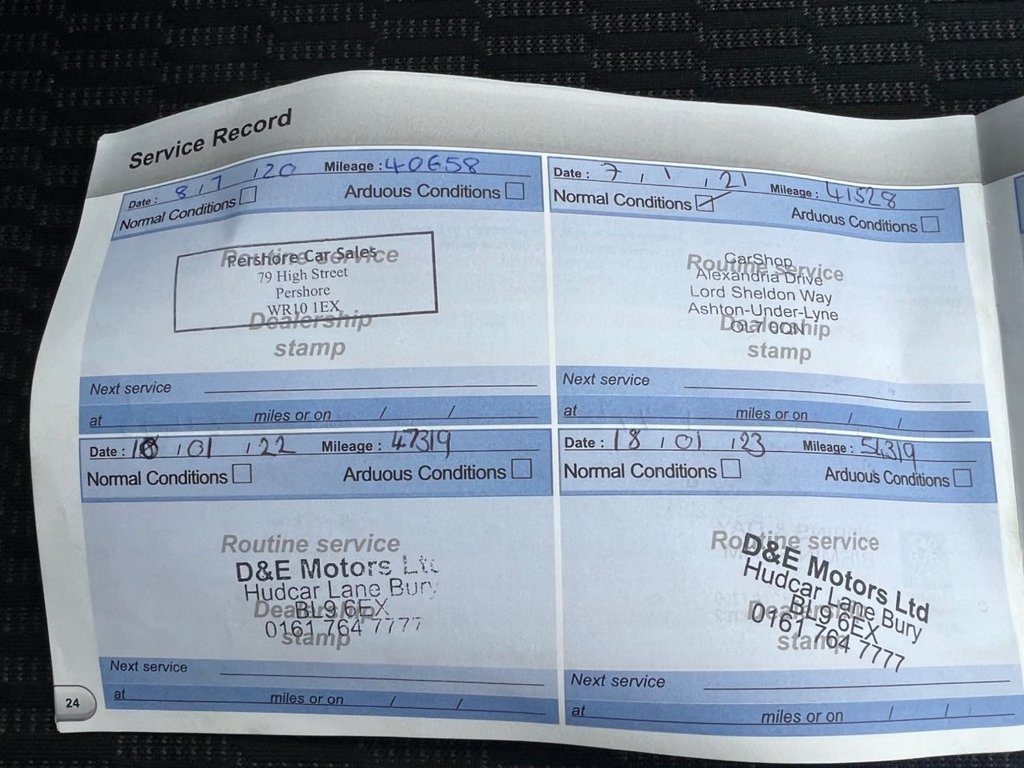 Service Record
Date : 8 / 7 / 20 Mileage : 40658
Normal Conditions Arduous Conditions
Routine service
Pershore Car Sales
79 High Street
Pershore
WR10 1EX
Dealership
stamp
Next service
at miles or on / /
Date : 7 / 1 / 21 Mileage : 41528
Normal Conditions Arduous Conditions
Routine service
CarShop
Alexandria Drive
Lord Sheldon Way
Ashton-Under-Lyne
Dealership
OL7 0QN
stamp
Next service
at miles or on / /
Date : 18 / 01 / 22 Mileage : 47319
Normal Conditions Arduous Conditions
Routine service
D&E Motors Ltd
Hudcar Lane Bury
Dealership
BL9 6EX
0161 764 7777
stamp
Next service
at miles or on / /
Date : 18 / 01 / 23 Mileage : 54319
Normal Conditions Arduous Conditions
Routine service
D&E Motors Ltd
Hudcar Lane Bury
Dealership
BL9 6EX
0161 764 7777
stamp
Next service
at miles or on / /
24